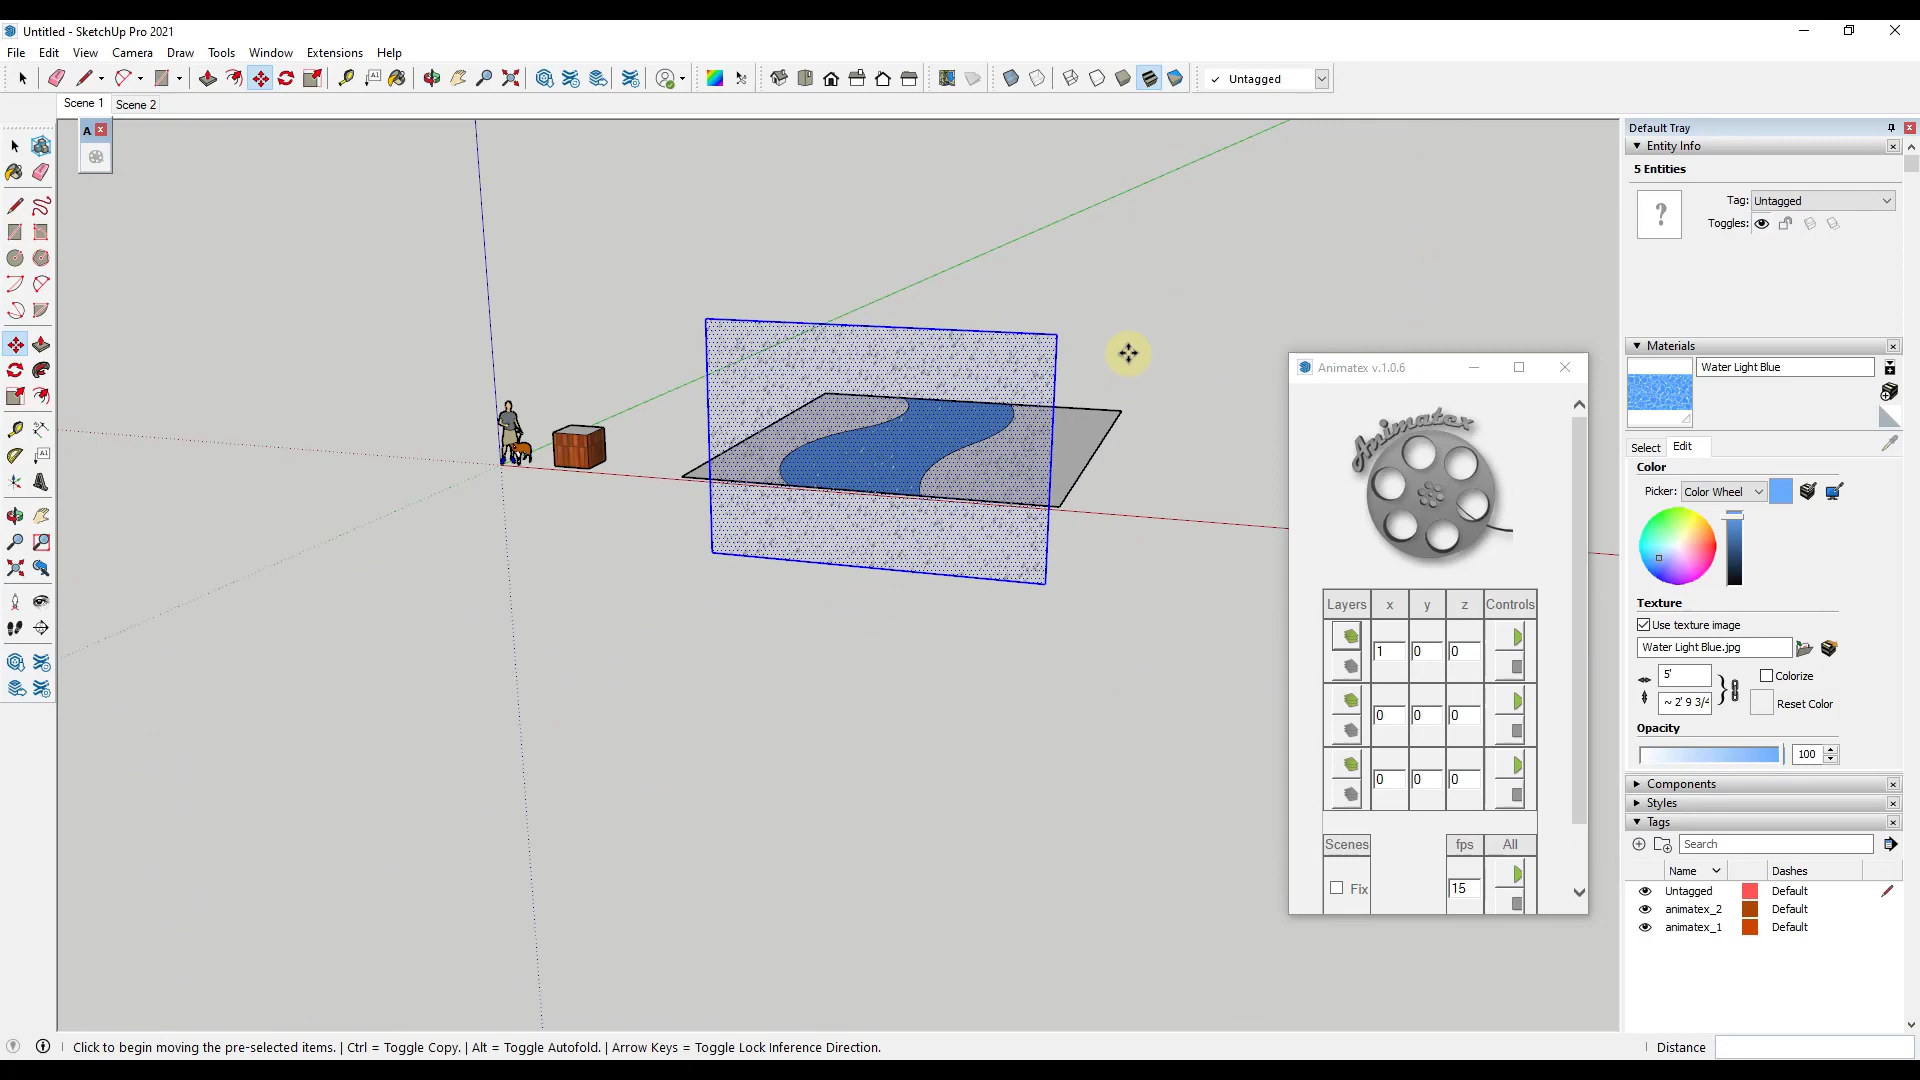 Untitled - SketchUp Pro 2021
File Edit View Camera Draw Tools Window Extensions Help
A1
Untagged
Scene 1 Scene 2
A
Default Tray
Entity Info
5 Entities
?
Tag: Untagged
Toggles:
Materials
Water Light Blue
Select Edit
Color
Picker: Color Wheel
Texture
Use texture image
Water Light Blue.jpg
5'
Colorize
~ 2' 9 3/4
Reset Color
Opacity
100
Components
Styles
Tags
Search
Name Dashes
Untagged Default
animatex_2 Default
animatex_1 Default
Animatex v.1.0.6
Animatex
Layers x y z Controls
1 0 0
0 0 0
0 0 0
Scenes fps All
Fix 15
Click to begin moving the pre-selected items. | Ctrl = Toggle Copy. | Alt = Toggle Autofold. | Arrow Keys = Toggle Lock Inference Direction.
Distance